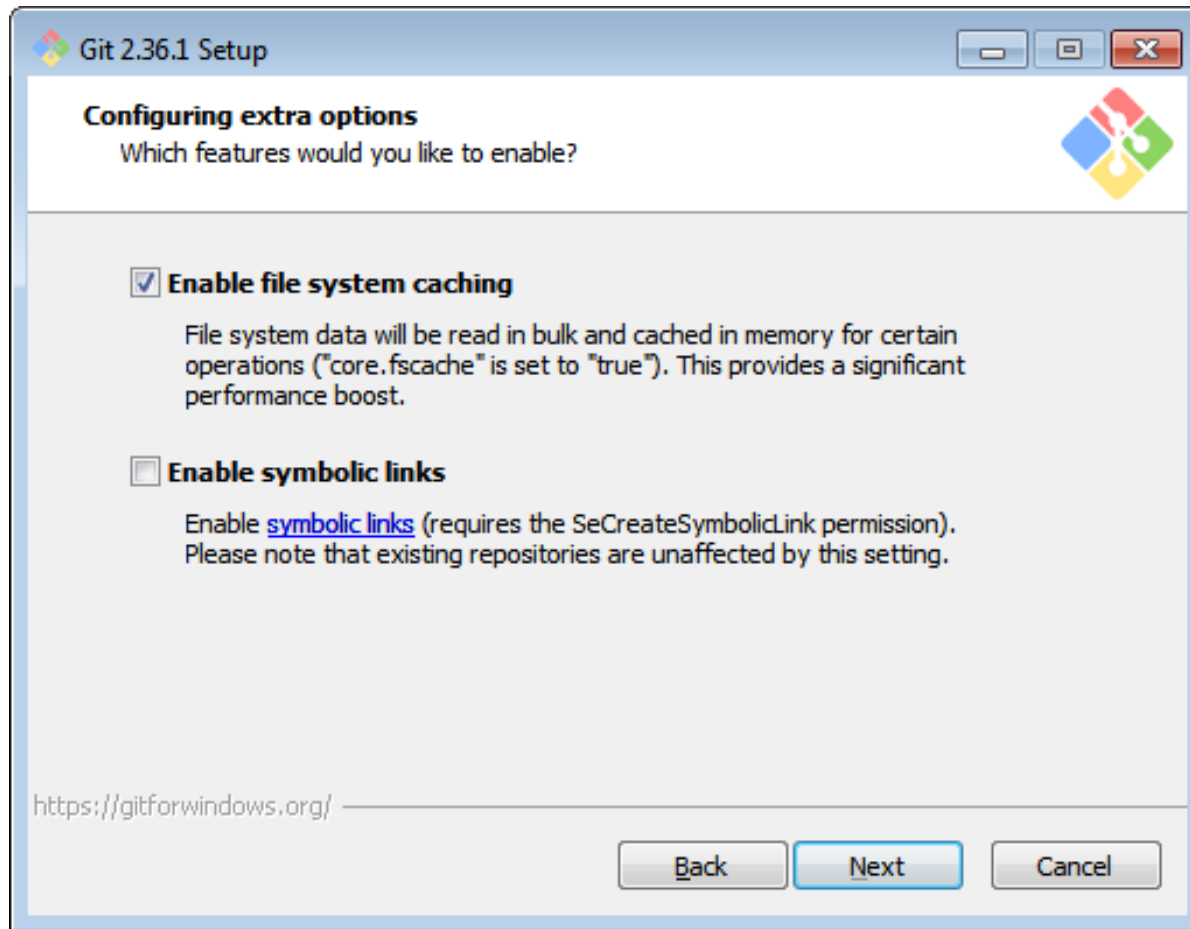 Git 2.36.1 Setup
Configuring extra options
Which features would you like to enable?
Enable file system caching
File system data will be read in bulk and cached in memory for certain
operations ("core.fscache" is set to "true"). This provides a significant
performance boost.
Enable symbolic links
Enable symbolic links (requires the SeCreateSymbolicLink permission).
Please note that existing repositories are unaffected by this setting.
https://gitforwindows.org/
Back Next Cancel